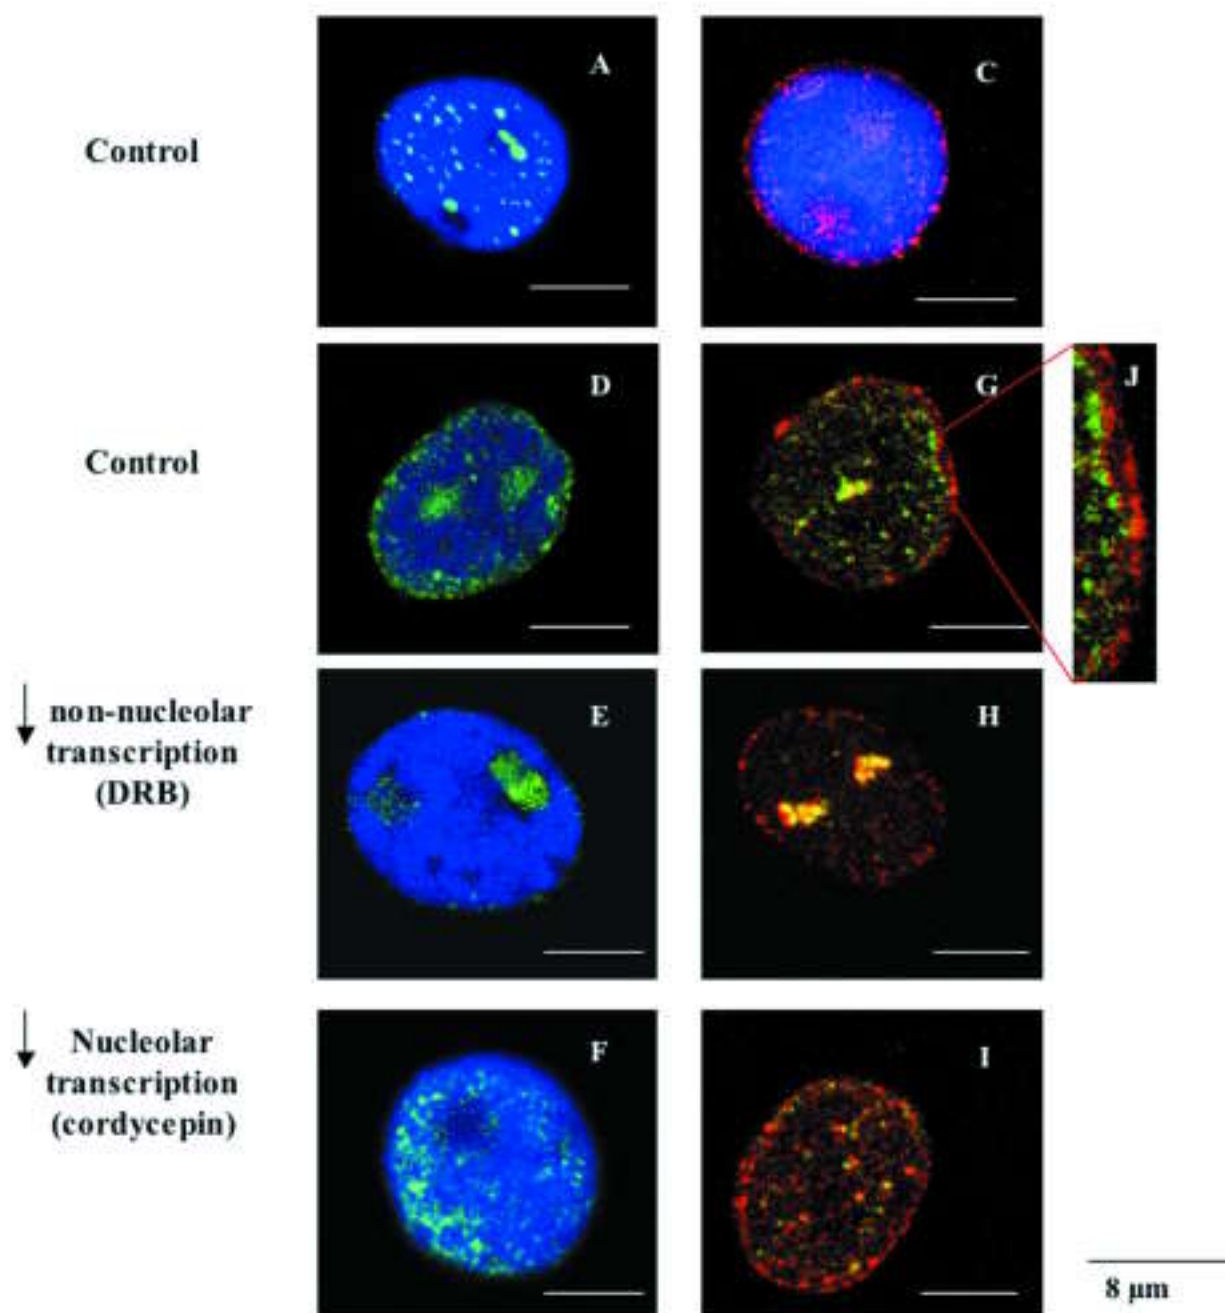 A
C
Control
D
G
J
Control
E
H
↓ non-nucleolar
transcription
(DRB)
F
I
↓ Nucleolar
transcription
(cordycepin)
8 µm